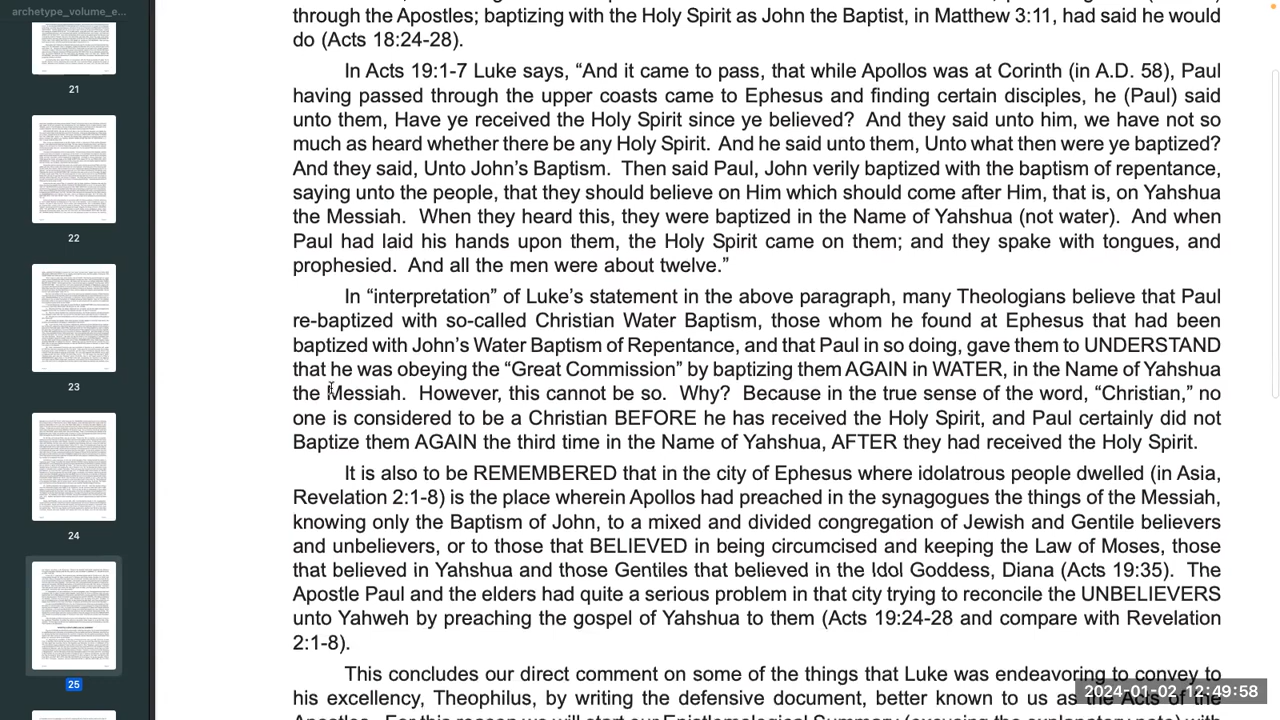 archetype_volume_e...
21
22
23
24
25
through the Apostes; baptizing with the Holy Spirit as John the Baptist, in Matthew 3:11, had said he would
do (Acts 18:24-28).
In Acts 19:1-7 Luke says, “And it came to pass, that while Apollos was at Corinth (in A.D. 58), Paul
having passed through the upper coasts came to Ephesus and finding certain disciples, he (Paul) said
unto them, Have ye received the Holy Spirit since ye believed? And they said unto him, we have not so
much as heard whether there be any Holy Spirit. And he said unto them, Unto what then were ye baptized?
And they said, Unto John’s Baptism. Then said Paul, John verily baptized with the baptism of repentance,
saying unto the people, that they should believe on Him which should come after Him, that is, on Yahshua
the Messiah. When they heard this, they were baptized in the Name of Yahshua (not water). And when
Paul had laid his hands upon them, the Holy Spirit came on them; and they spake with tongues, and
prophesied. And all the men were about twelve.”
In “interpretation” of Luke’s statement in the above paragraph, many Theologians believe that Paul
re-baptized with so-called Christian Water Baptism, those whom he found at Ephesus that had been
baptized with John’s Water Baptism of Repentance, and that Paul in so doing, gave them to UNDERSTAND
that he was obeying the “Great Commission” by baptizing them AGAIN in WATER, in the Name of Yahshua
the Messiah. However, this cannot be so. Why? Because in the true sense of the word, “Christian,” no
one is considered to be a Christian BEFORE he has received the Holy Spirit, and Paul certainly did not
Baptize them AGAIN the third time in the Name of Yahshua, AFTER they had received the Holy Spirit.
It is also to be REMEMBERED that in the city of Ephesus where superstitious people dwelled (in Asia,
Revelation 2:1-8) is the place wherein Apollos had preached in the synagogues the things of the Messiah,
knowing only the Baptism of John, to a mixed and divided congregation of Jewish and Gentile believers
and unbelievers, or to those that BELIEVED in being circumcised and keeping the Law of Moses, those
that believed in Yahshua, and those Gentiles that believed in the Idol Goddess, Diana (Acts 19:35). The
Apostle Paul and the elders had quite a serious problem in that city trying to reconcile the UNBELIEVERS
unto Yahweh by preaching the gospel of Yahshua to them (Acts 19:24-28 and compare with Revelation
2:1-8).
This concludes our direct comment on some of the things that Luke was endeavoring to convey to
his excellency, Theophilus, by writing the defensive document, better known to us as the Acts of the
2024-01-02 12:49:58